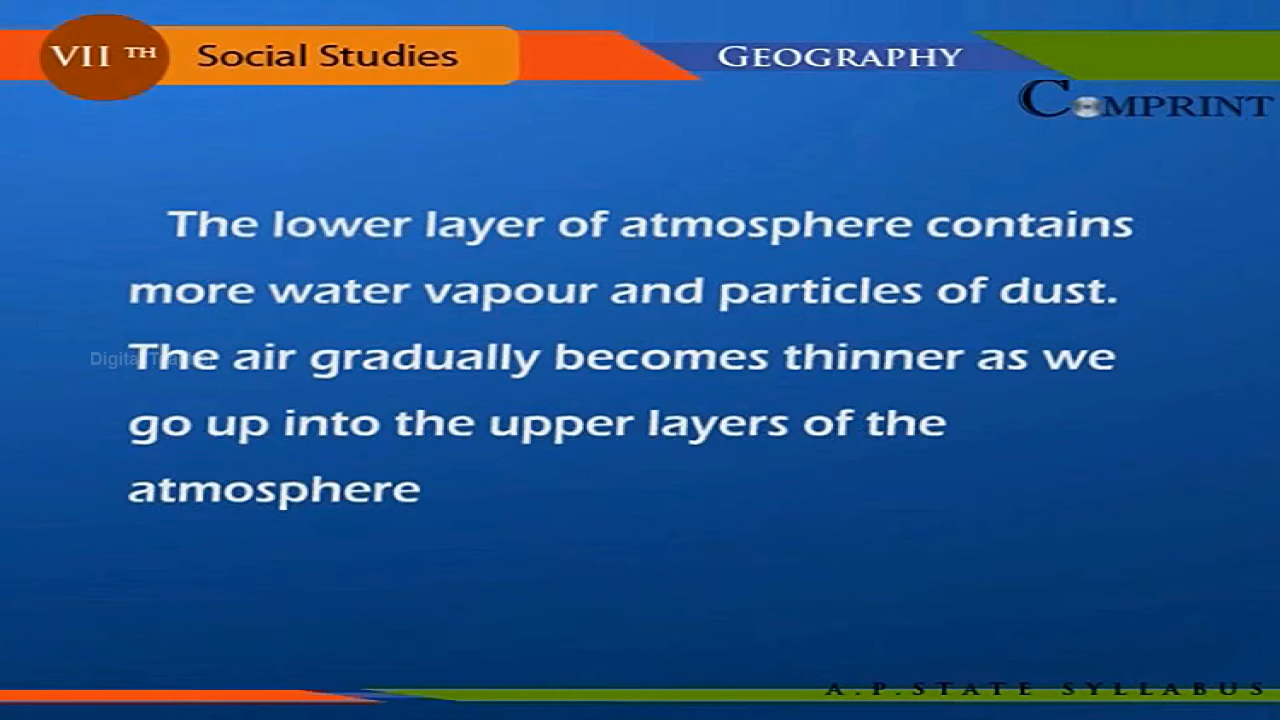 VII TH Social Studies GEOGRAPHY
COMPRINT
The lower layer of atmosphere contains
more water vapour and particles of dust.
The air gradually becomes thinner as we
go up into the upper layers of the
atmosphere
A.P.STATE SYLLABUS